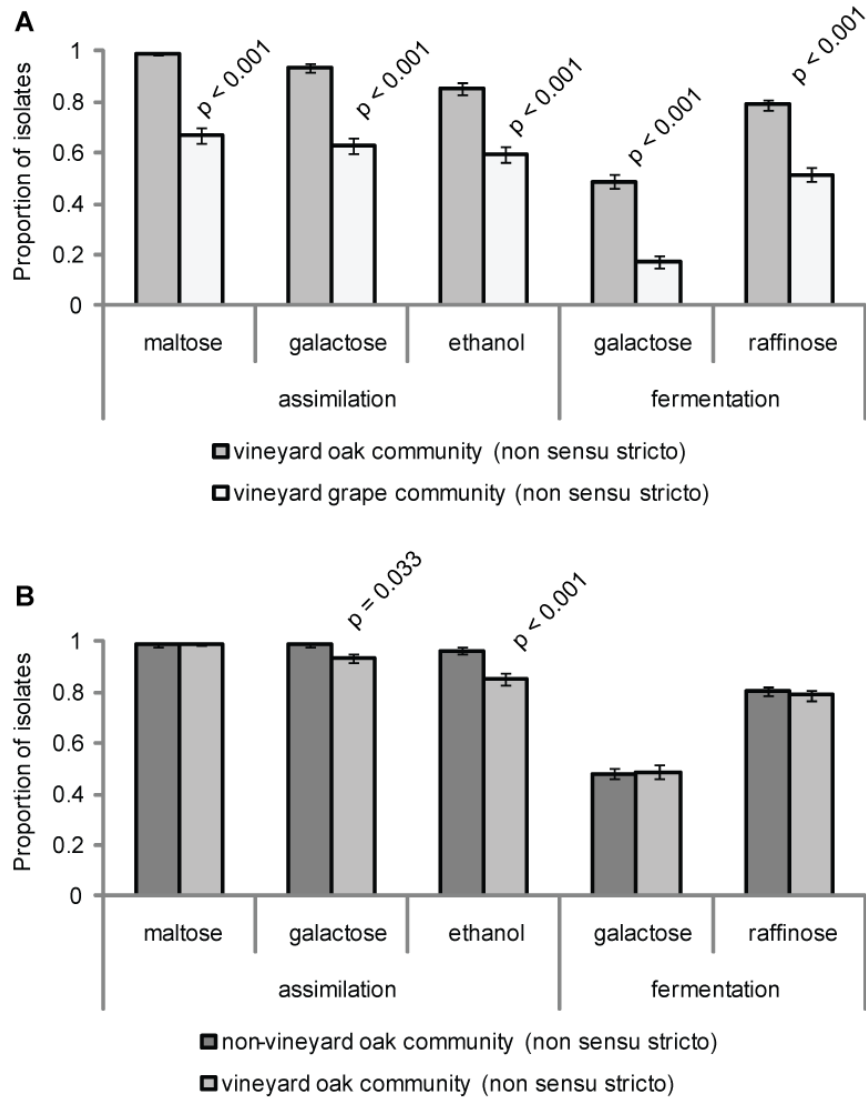 A
Proportion of isolates
1
0.8
0.6
0.4
0.2
0
p < 0.001
p < 0.001
p < 0.001
p < 0.001
p < 0.001
maltose galactose ethanol galactose raffinose
assimilation fermentation
vineyard oak community (non sensu stricto)
vineyard grape community (non sensu stricto)
B
Proportion of isolates
1
0.8
0.6
0.4
0.2
0
p = 0.033
p < 0.001
maltose galactose ethanol galactose raffinose
assimilation fermentation
non-vineyard oak community (non sensu stricto)
vineyard oak community (non sensu stricto)